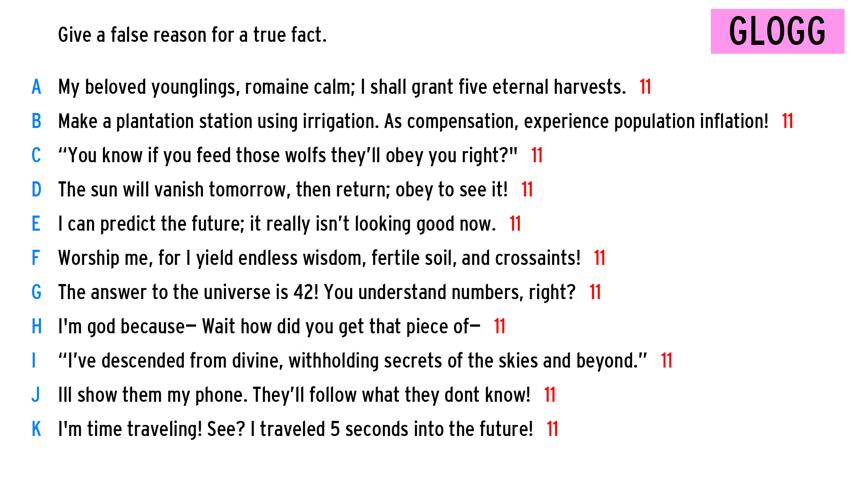 Give a false reason for a true fact.
GLOGG
A My beloved younglings, romaine calm; I shall grant five eternal harvests. 11
B Make a plantation station using irrigation. As compensation, experience population inflation! 11
C “You know if you feed those wolfs they’ll obey you right?" 11
D The sun will vanish tomorrow, then return; obey to see it! 11
E I can predict the future; it really isn’t looking good now. 11
F Worship me, for I yield endless wisdom, fertile soil, and crossaints! 11
G The answer to the universe is 42! You understand numbers, right? 11
H I'm god because— Wait how did you get that piece of— 11
I “I’ve descended from divine, withholding secrets of the skies and beyond.” 11
J Ill show them my phone. They’ll follow what they dont know! 11
K I'm time traveling! See? I traveled 5 seconds into the future! 11